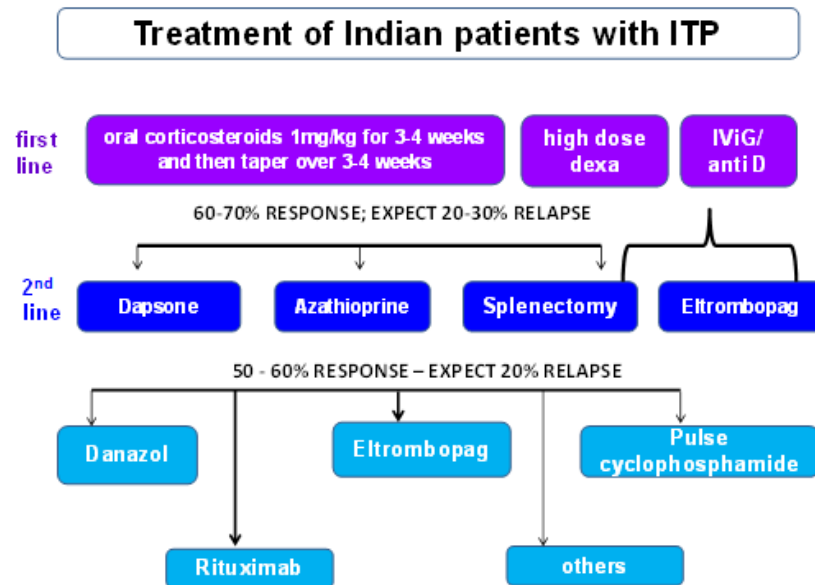 Treatment of Indian patients with ITP
first
line
oral corticosteroids 1mg/kg for 3-4 weeks
and then taper over 3-4 weeks
high dose
dexa
IViG/
anti D
60-70% RESPONSE; EXPECT 20-30% RELAPSE
2nd
line
Dapsone
Azathioprine
Splenectomy
Eltrombopag
50 - 60% RESPONSE – EXPECT 20% RELAPSE
Danazol
Eltrombopag
Pulse
cyclophosphamide
Rituximab
others